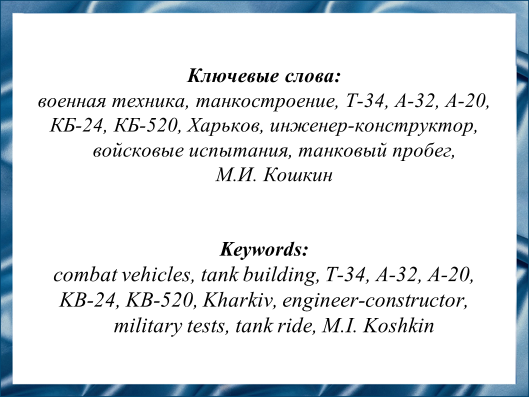 Ключевые слова:
военная техника, танкостроение, Т-34, А-32, А-20,
КБ-24, КБ-520, Харьков, инженер-конструктор,
войсковые испытания, танковый пробег,
М.И. Кошкин
Keywords:
combat vehicles, tank building, T-34, A-32, A-20,
KB-24, KB-520, Kharkiv, engineer-constructor,
military tests, tank ride, M.I. Koshkin